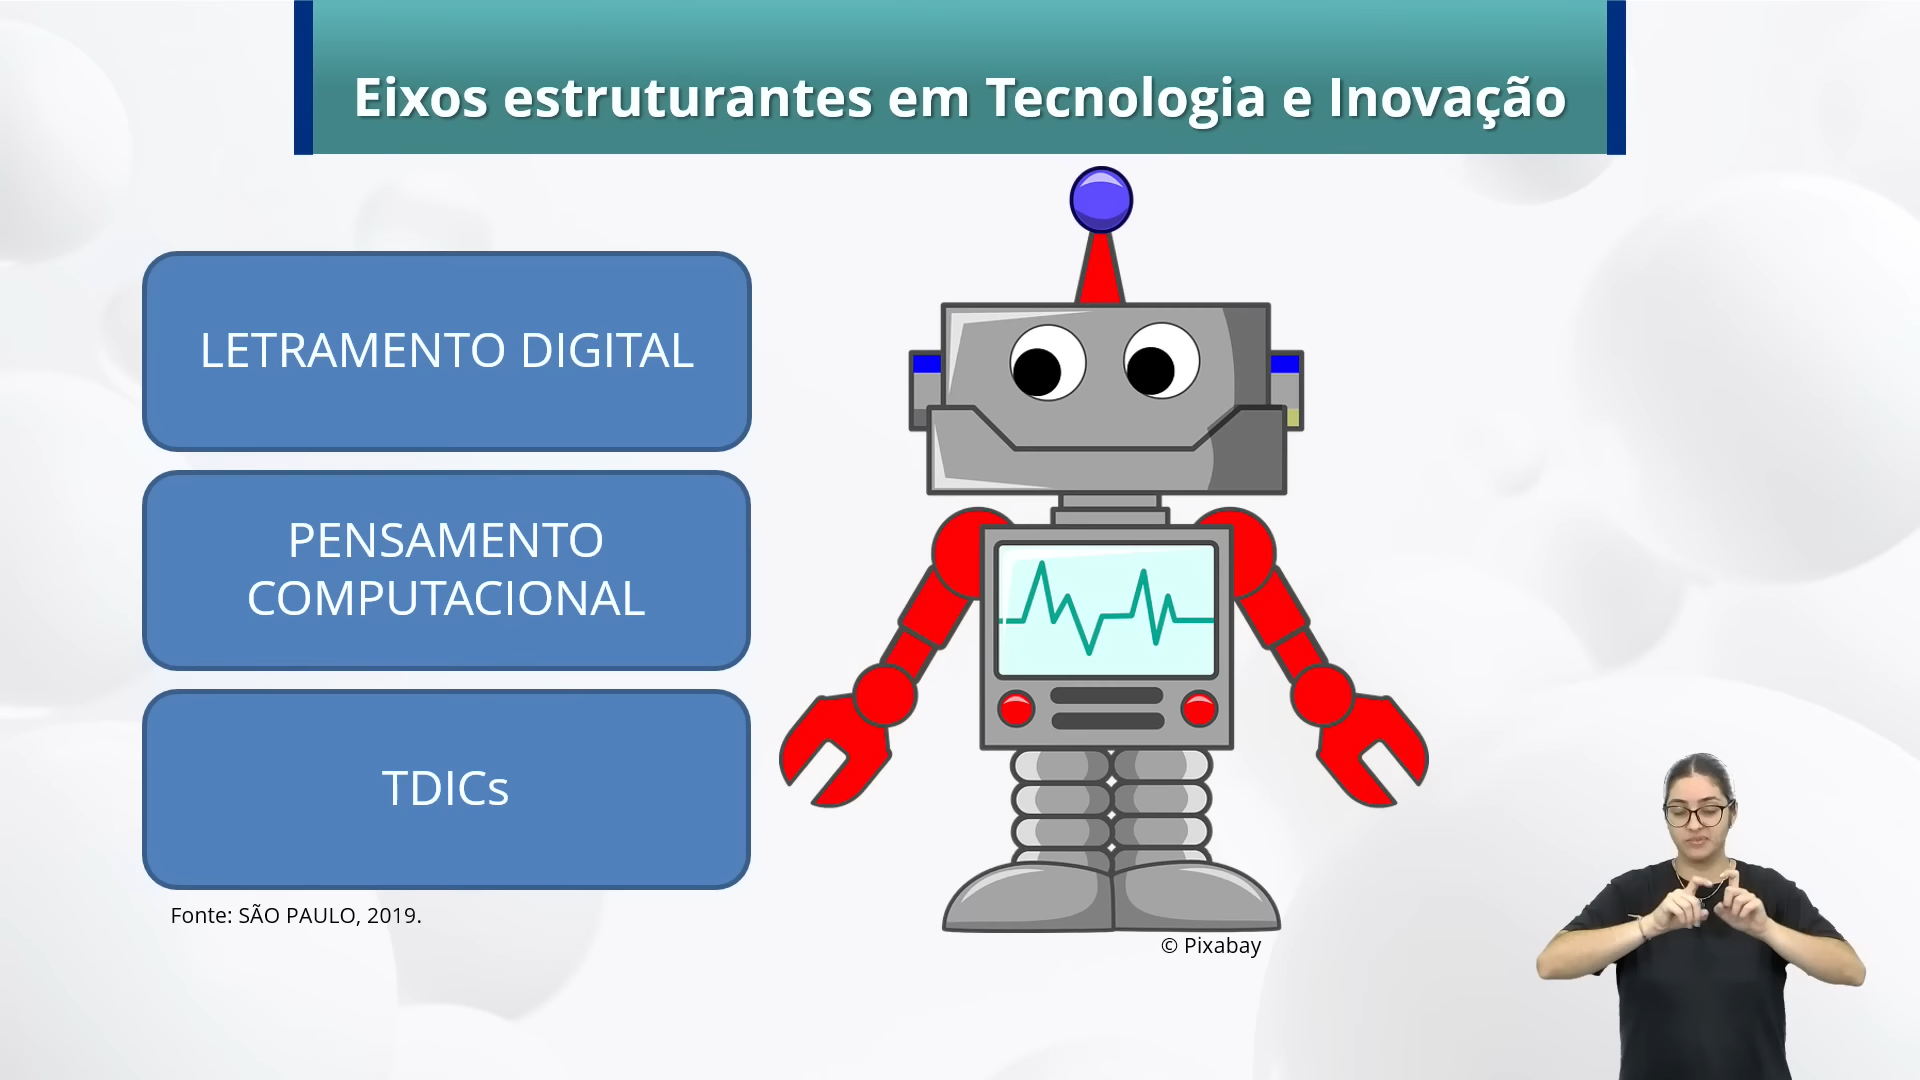 Eixos estruturantes em Tecnologia e Inovação
LETRAMENTO DIGITAL
PENSAMENTO
COMPUTACIONAL
TDICs
Fonte: SÃO PAULO, 2019.
© Pixabay